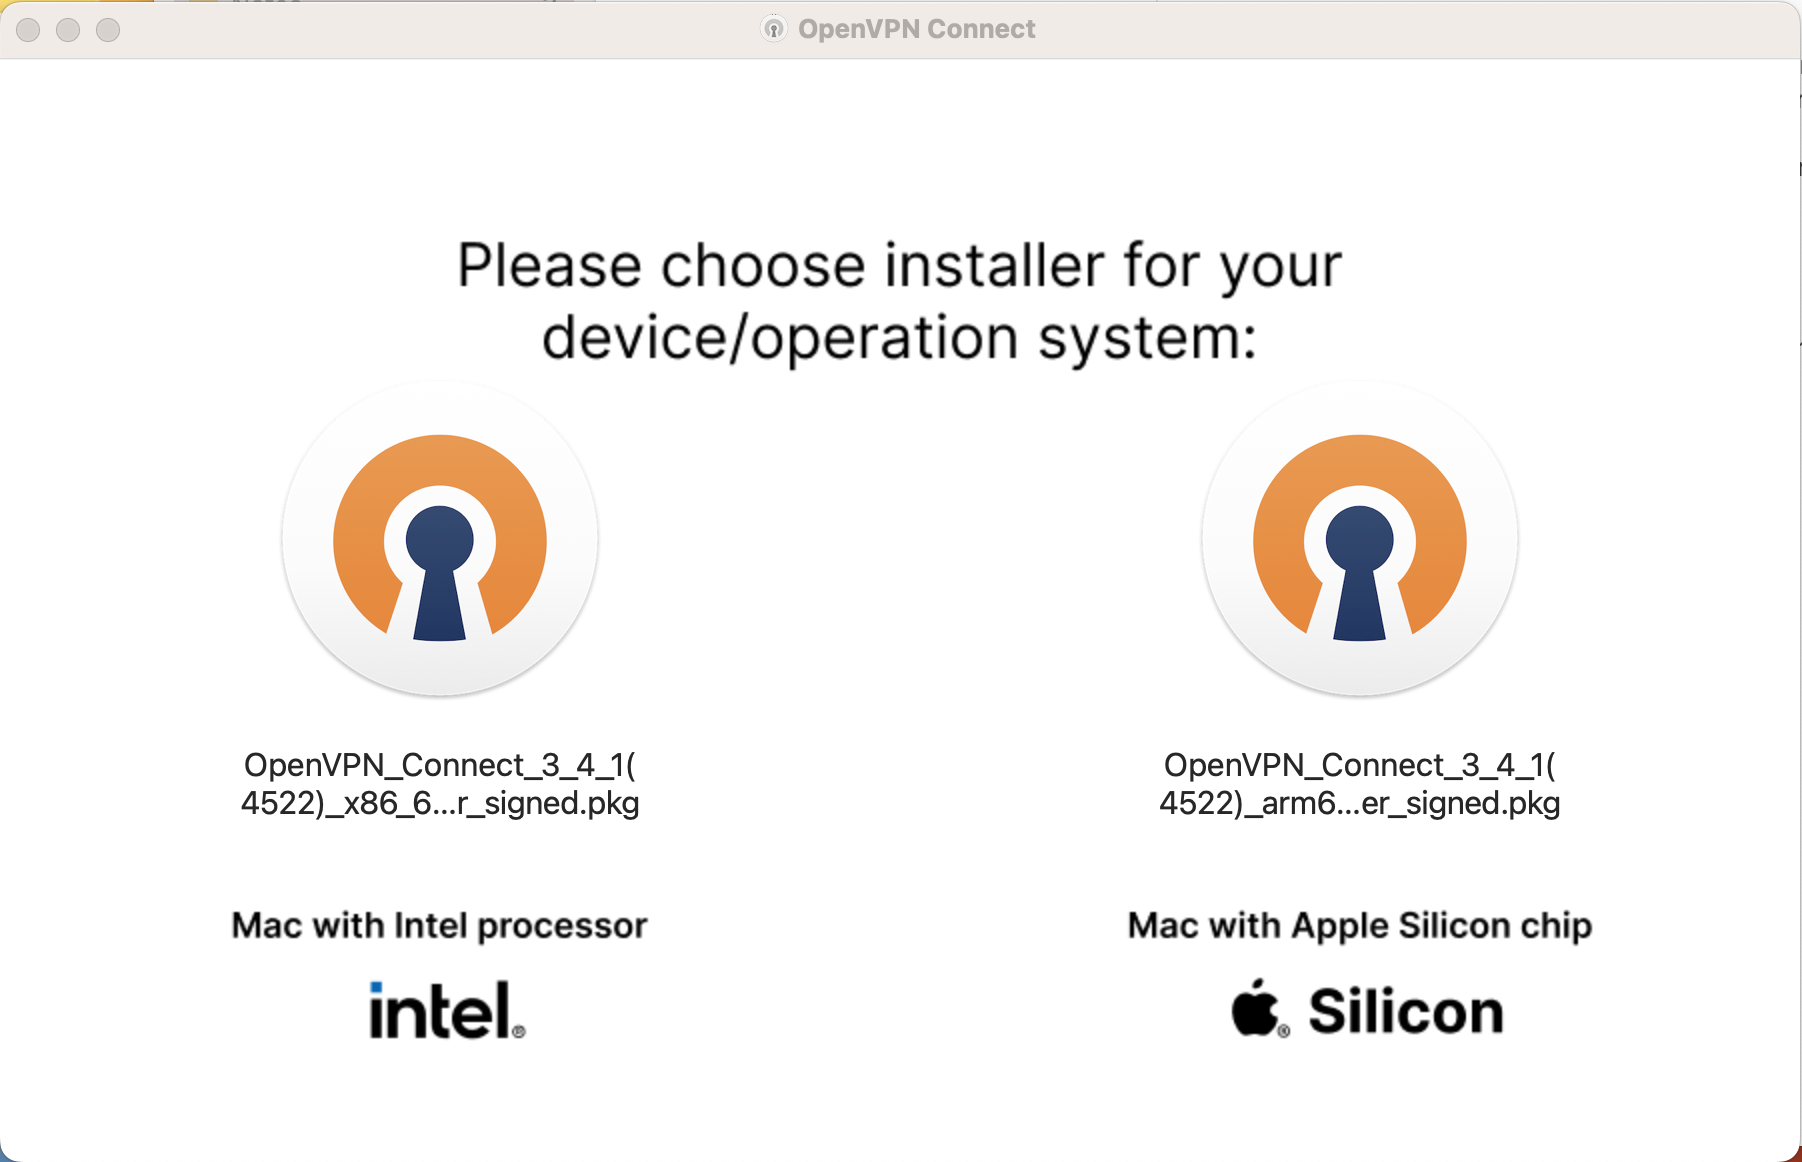 OpenVPN Connect
Please choose installer for your
device/operation system:
OpenVPN_Connect_3_4_1(
4522)_x86_6...r_signed.pkg
OpenVPN_Connect_3_4_1(
4522)_arm6...er_signed.pkg
Mac with Intel processor
intel®
Mac with Apple Silicon chip
® Silicon